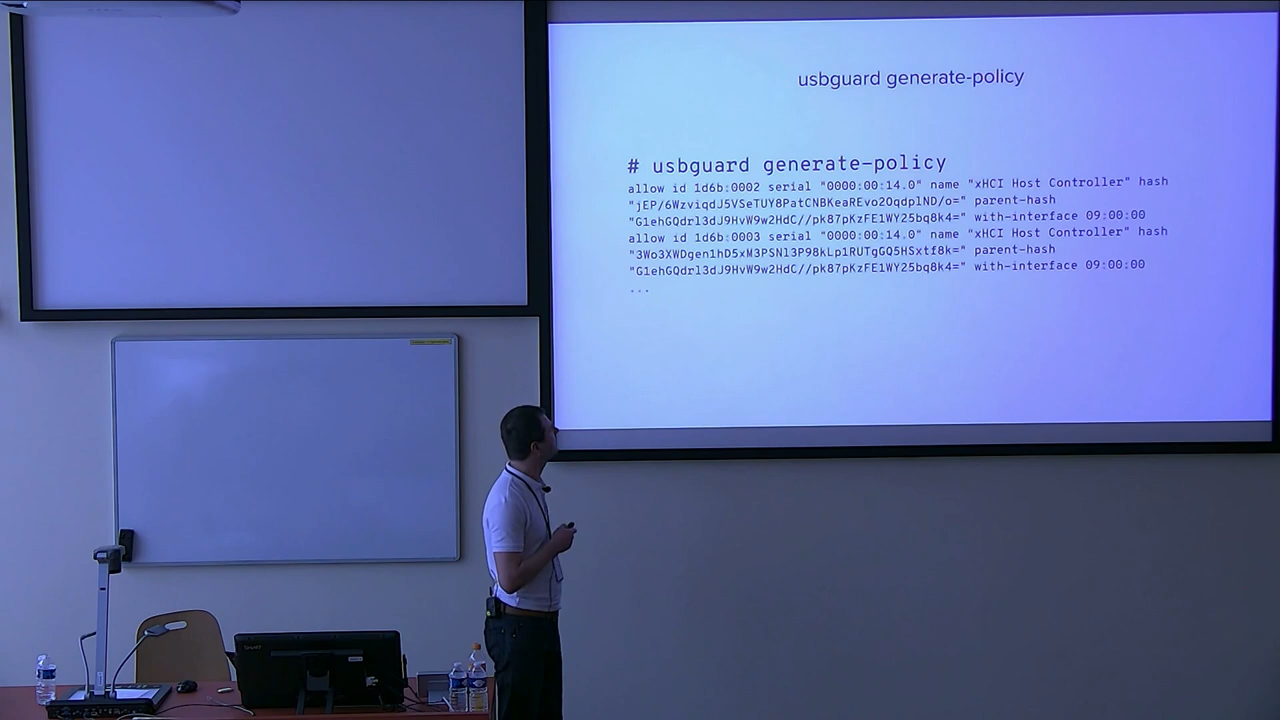 usbguard generate-policy
# usbguard generate-policy
allow id 1d6b:0002 serial "0000:00:14.0" name "xHCI Host Controller" hash
"jEP/6WzviqdJ5VSeTUY8PatCNBKeaREvo2OqdplND/o=" parent-hash
"G1ehGQdrl3dJ9HvW9w2HdC//pk87pKzFE1WY25bq8k4=" with-interface 09:00:00
allow id 1d6b:0003 serial "0000:00:14.0" name "xHCI Host Controller" hash
"3Wo3XWDgen1hD5xM3PSNl3P98kLp1RUTgGQ5HSxtf8k=" parent-hash
"G1ehGQdrl3dJ9HvW9w2HdC//pk87pKzFE1WY25bq8k4=" with-interface 09:00:00
...